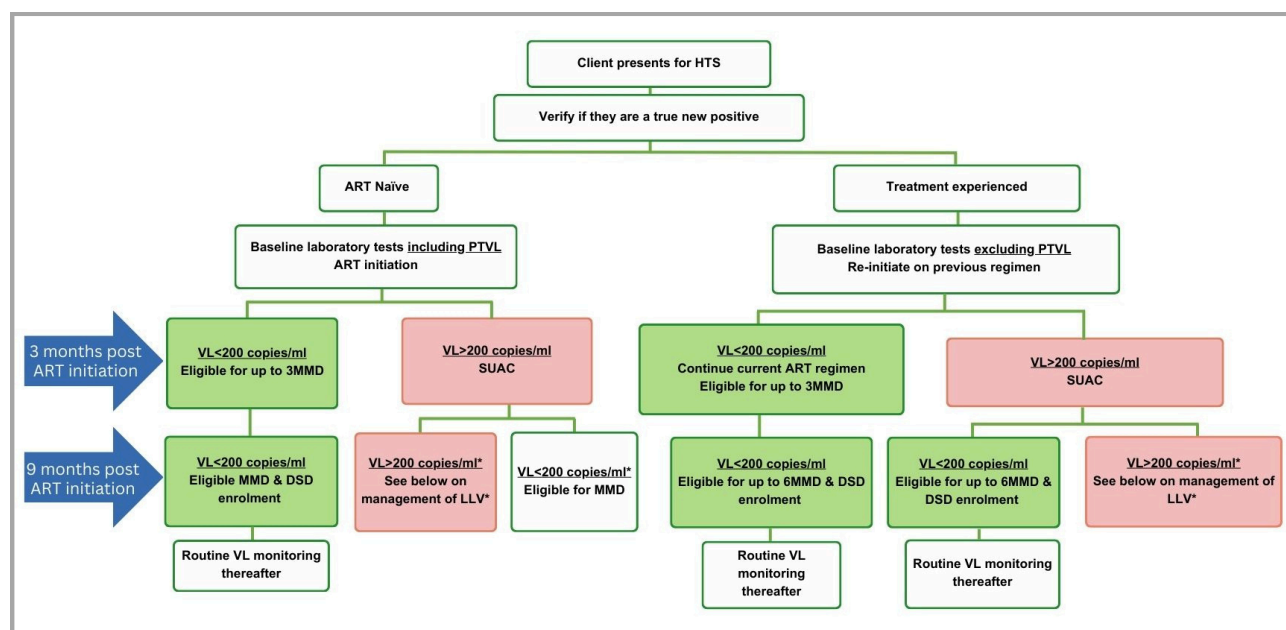 Client presents for HTS
Verify if they are a true new positive
ART Naïve
Treatment experienced
Baseline laboratory tests including PTVL
ART initiation
Baseline laboratory tests excluding PTVL
Re-initiate on previous regimen
3 months post
ART initiation
VL<200 copies/ml
Eligible for up to 3MMD
VL>200 copies/ml
SUAC
VL<200 copies/ml
Continue current ART regimen
Eligible for up to 3MMD
VL>200 copies/ml
SUAC
9 months post
ART initiation
VL<200 copies/ml
Eligible MMD & DSD
enrolment
VL>200 copies/ml*
See below on
management of LLV*
VL<200 copies/ml*
Eligible for MMD
VL<200 copies/ml
Eligible for up to 6MMD & DSD
enrolment
VL<200 copies/ml
Eligible for up to 6MMD &
DSD enrolment
VL>200 copies/ml*
See below on management of
LLV*
Routine VL monitoring
thereafter
Routine VL
monitoring
thereafter
Routine VL monitoring
thereafter